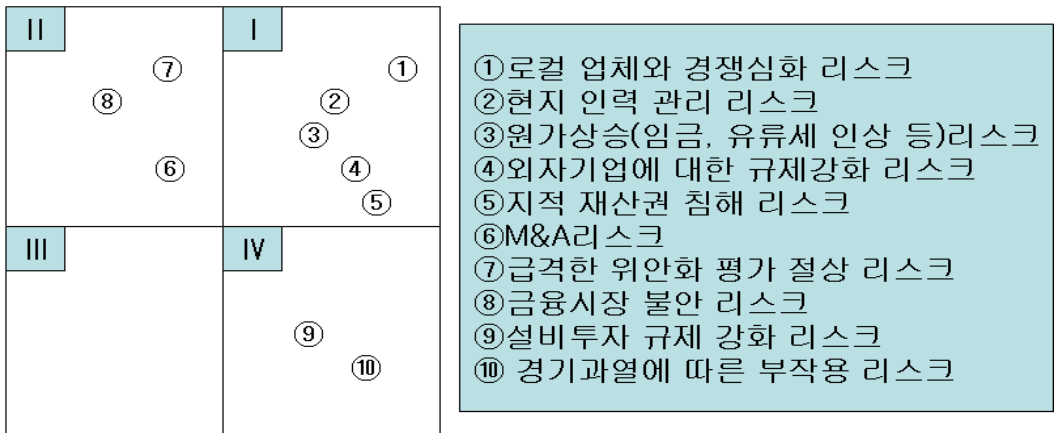 II
I
⑦
①
⑧
②
③
⑥
④
⑤
III
IV
⑨
⑩
①로컬 업체와 경쟁심화 리스크
②현지 인력 관리 리스크
③원가상승(임금, 유류세 인상 등)리스크
④외자기업에 대한 규제강화 리스크
⑤지적 재산권 침해 리스크
⑥M&A리스크
⑦급격한 위안화 평가 절상 리스크
⑧금융시장 불안 리스크
⑨설비투자 규제 강화 리스크
⑩ 경기과열에 따른 부작용 리스크